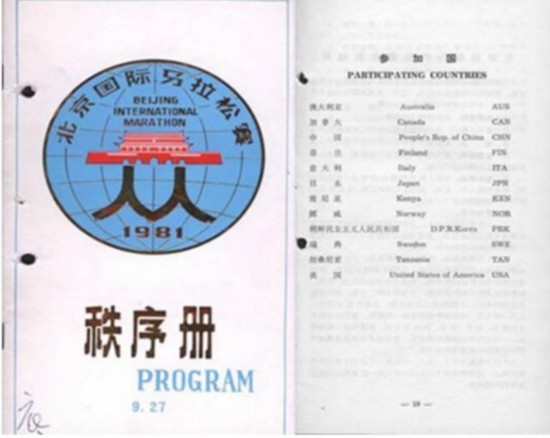 北京国际马拉松赛
BEIJING
INTERNATIONAL
MARATHON
1981
秩序册
PROGRAM
9.27
参加国
PARTICIPATING COUNTRIES
澳大利亚 Australia AUS
加拿大 Canada CAN
中国 People's Rep. of China CHN
芬兰 Finland FIN
意大利 Italy ITA
日本 Japan JPN
肯尼亚 Kenya KEN
挪威 Norway NOR
朝鲜民主主义人民共和国 D.P.R.Korea PRK
瑞典 Sweden SWE
坦桑尼亚 Tanzania TAN
美国 United States of America USA